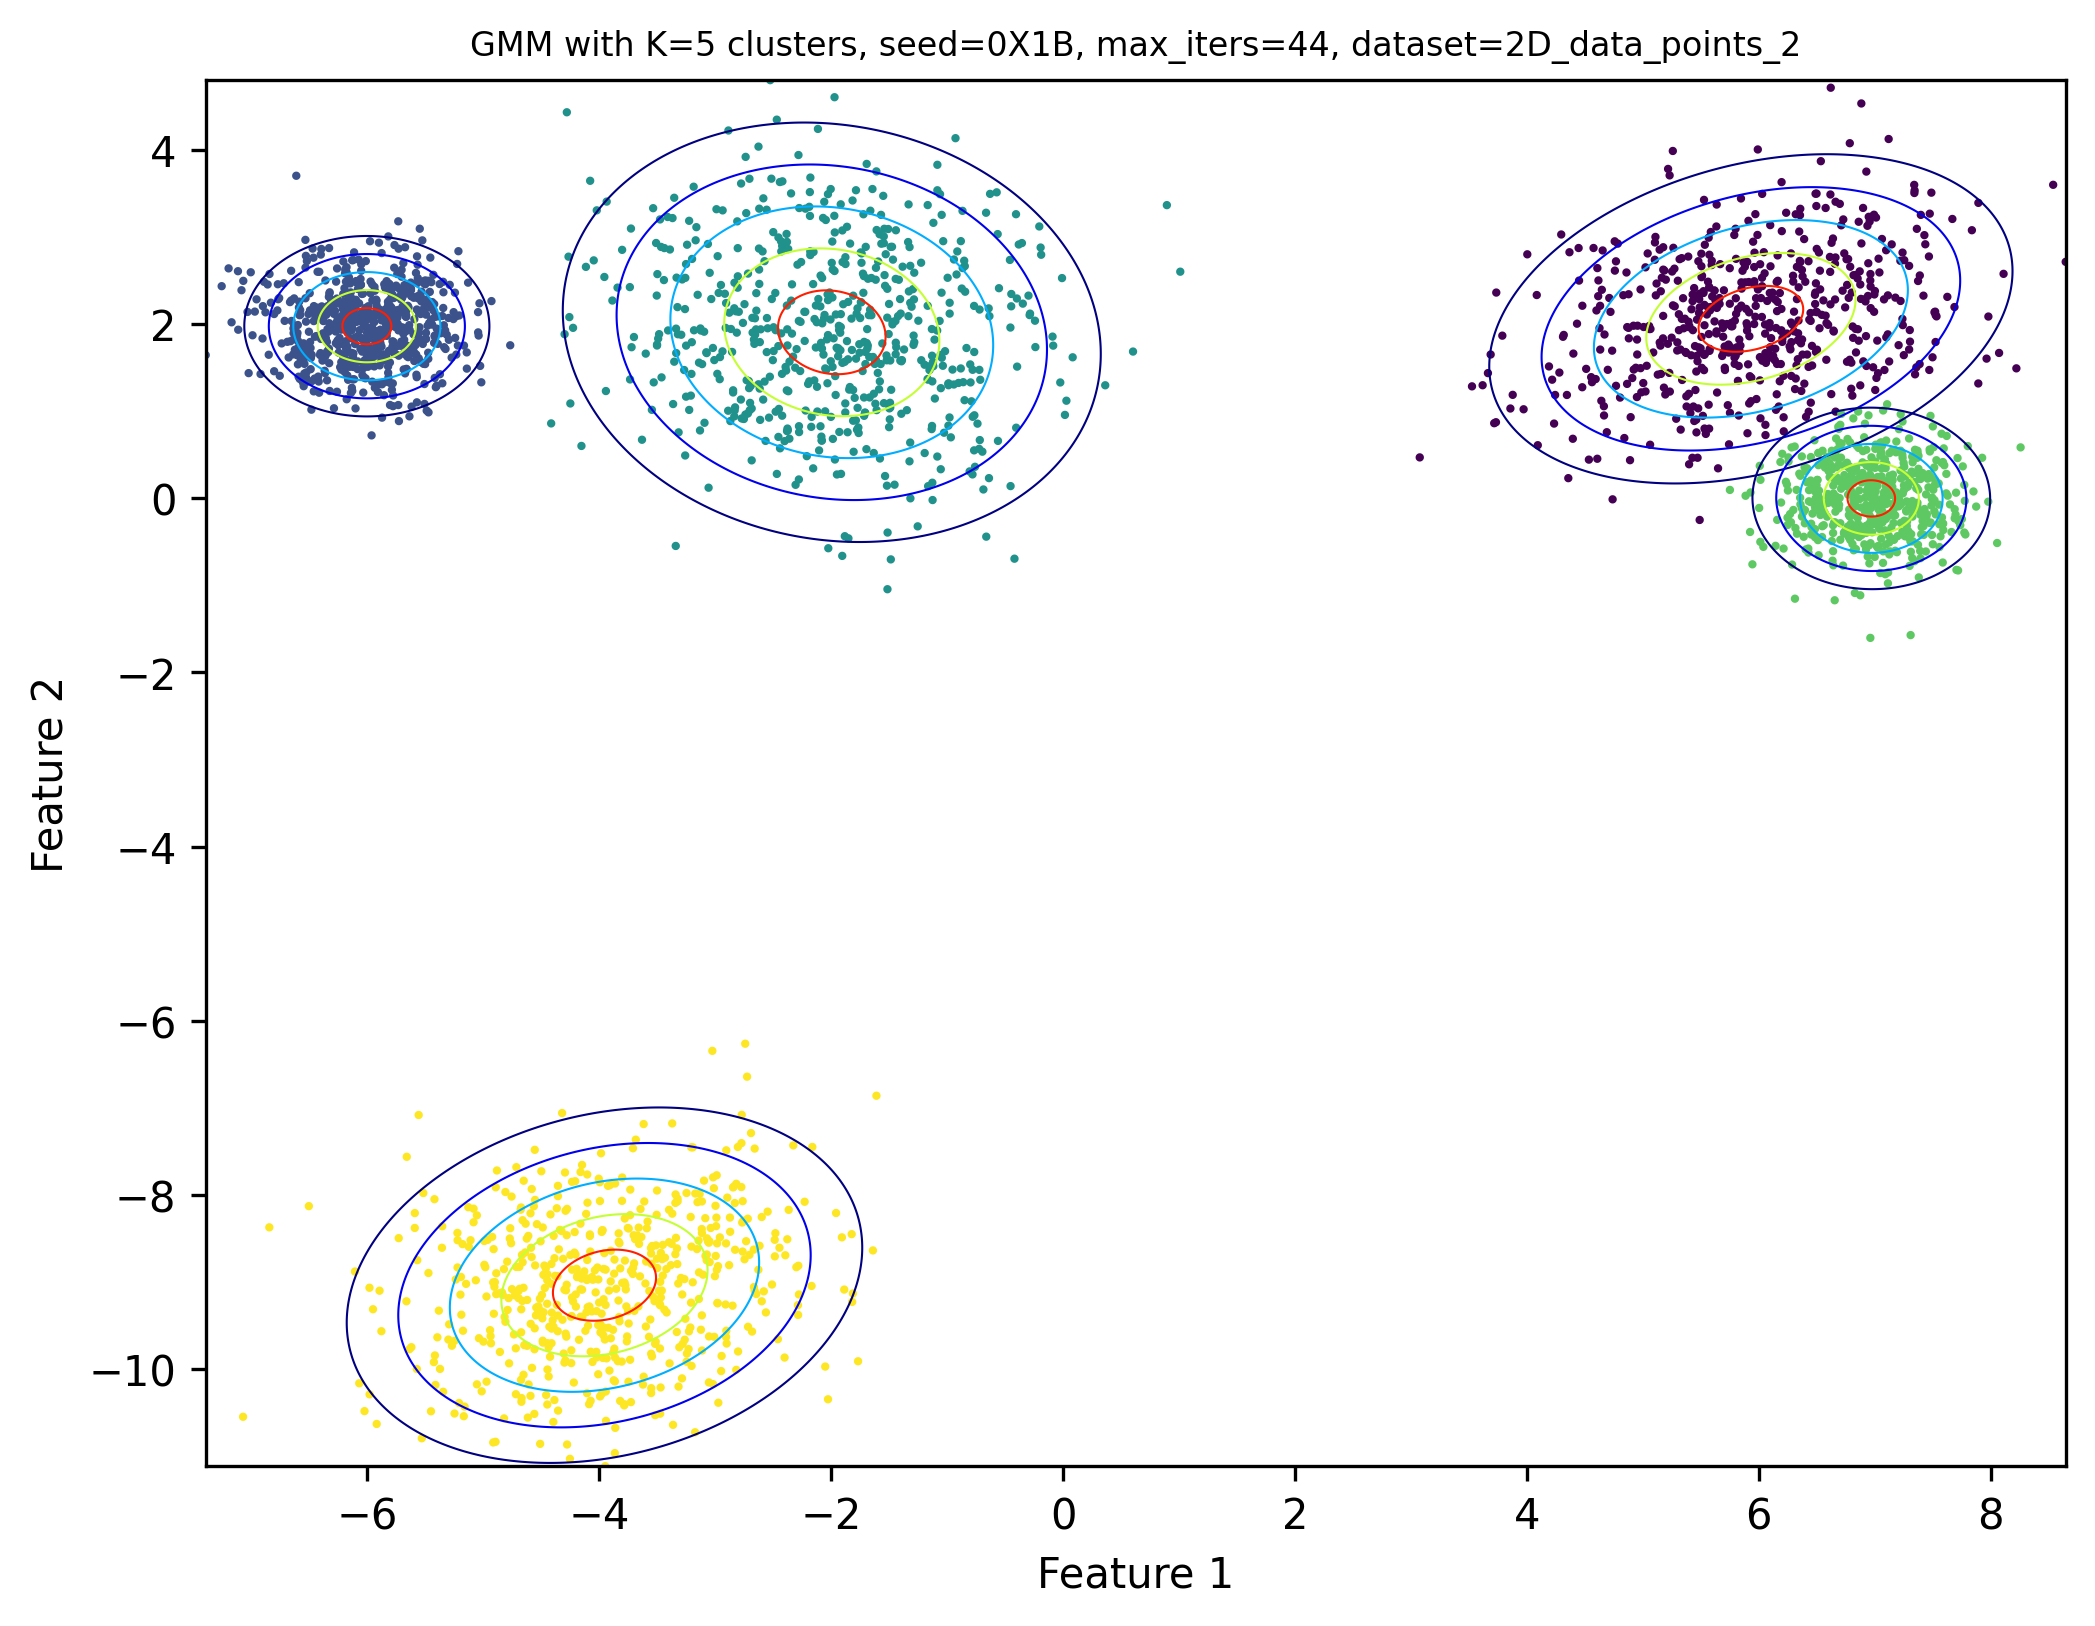 GMM with K=5 clusters, seed=0X1B, max_iters=44, dataset=2D_data_points_2
4
2
0
−2
−4
−6
−8
−10
Feature 2
−6 −4 −2 0 2 4 6 8
Feature 1